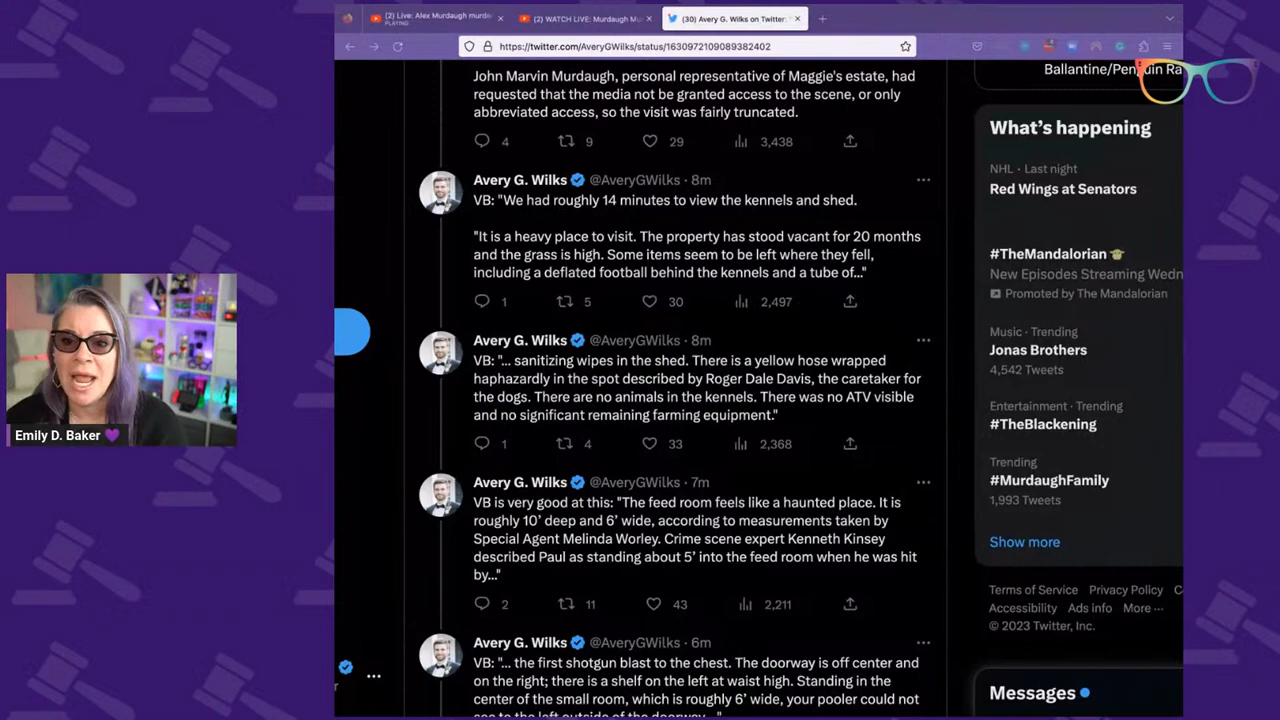 (2) Live: Alex Murdaugh murde
PLAYING
(2) WATCH LIVE: Murdaugh Mu
(30) Avery G. Wilks on Twitter:
https://twitter.com/AveryGWilks/status/1630972109089382402
John Marvin Murdaugh, personal representative of Maggie's estate, had
requested that the media not be granted access to the scene, or only
abbreviated access, so the visit was fairly truncated.
4 9 29 3,438
Avery G. Wilks @AveryGWilks · 8m
VB: "We had roughly 14 minutes to view the kennels and shed.
"It is a heavy place to visit. The property has stood vacant for 20 months
and the grass is high. Some items seem to be left where they fell,
including a deflated football behind the kennels and a tube of..."
1 5 30 2,497
Avery G. Wilks @AveryGWilks · 8m
VB: "... sanitizing wipes in the shed. There is a yellow hose wrapped
haphazardly in the spot described by Roger Dale Davis, the caretaker for
the dogs. There are no animals in the kennels. There was no ATV visible
and no significant remaining farming equipment."
1 4 33 2,368
Avery G. Wilks @AveryGWilks · 7m
VB is very good at this: "The feed room feels like a haunted place. It is
roughly 10' deep and 6' wide, according to measurements taken by
Special Agent Melinda Worley. Crime scene expert Kenneth Kinsey
described Paul as standing about 5' into the feed room when he was hit
by..."
2 11 43 2,211
Avery G. Wilks @AveryGWilks · 6m
VB: "... the first shotgun blast to the chest. The doorway is off center and
on the right; there is a shelf on the left at waist high. Standing in the
center of the small room, which is roughly 6' wide, your pooler could not
see to the left outside of the doorway..."
Ballantine/Penguin Ra
What's happening
NHL · Last night
Red Wings at Senators
#TheMandalorian
New Episodes Streaming Wedn
Promoted by The Mandalorian
Music · Trending
Jonas Brothers
4,542 Tweets
Entertainment · Trending
#TheBlackening
Trending
#MurdaughFamily
1,993 Tweets
Show more
Terms of Service Privacy Policy C
Accessibility Ads info More ···
© 2023 Twitter, Inc.
Messages
Emily D. Baker